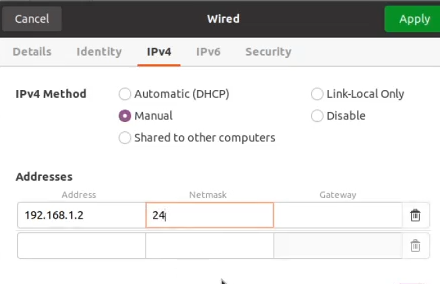 Cancel Wired Apply
Details Identity IPv4 IPv6 Security
IPv4 Method Automatic (DHCP) Link-Local Only
Manual Disable
Shared to other computers
Addresses
Address Netmask Gateway
192.168.1.2 24